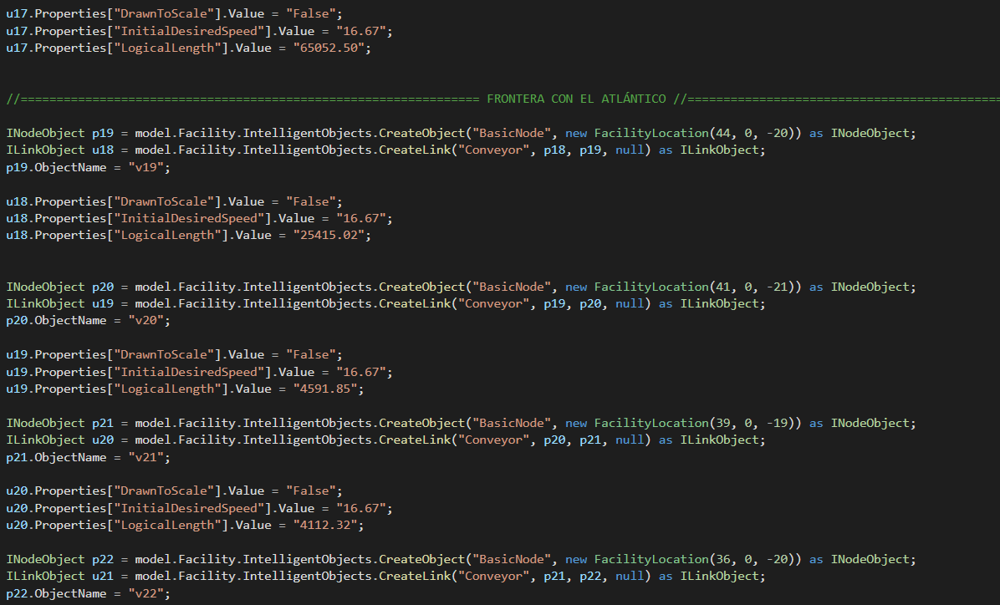 u17.Properties["DrawnToScale"].Value = "False";
u17.Properties["InitialDesiredSpeed"].Value = "16.67";
u17.Properties["LogicalLength"].Value = "65052.50";
//================================================================ FRONTERA CON EL ATLÁNTICO //============================================
INodeObject p19 = model.Facility.IntelligentObjects.CreateObject("BasicNode", new FacilityLocation(44, 0, -20)) as INodeObject;
ILinkObject u18 = model.Facility.IntelligentObjects.CreateLink("Conveyor", p18, p19, null) as ILinkObject;
p19.ObjectName = "v19";
u18.Properties["DrawnToScale"].Value = "False";
u18.Properties["InitialDesiredSpeed"].Value = "16.67";
u18.Properties["LogicalLength"].Value = "25415.02";
INodeObject p20 = model.Facility.IntelligentObjects.CreateObject("BasicNode", new FacilityLocation(41, 0, -21)) as INodeObject;
ILinkObject u19 = model.Facility.IntelligentObjects.CreateLink("Conveyor", p19, p20, null) as ILinkObject;
p20.ObjectName = "v20";
u19.Properties["DrawnToScale"].Value = "False";
u19.Properties["InitialDesiredSpeed"].Value = "16.67";
u19.Properties["LogicalLength"].Value = "4591.85";
INodeObject p21 = model.Facility.IntelligentObjects.CreateObject("BasicNode", new FacilityLocation(39, 0, -19)) as INodeObject;
ILinkObject u20 = model.Facility.IntelligentObjects.CreateLink("Conveyor", p20, p21, null) as ILinkObject;
p21.ObjectName = "v21";
u20.Properties["DrawnToScale"].Value = "False";
u20.Properties["InitialDesiredSpeed"].Value = "16.67";
u20.Properties["LogicalLength"].Value = "4112.32";
INodeObject p22 = model.Facility.IntelligentObjects.CreateObject("BasicNode", new FacilityLocation(36, 0, -20)) as INodeObject;
ILinkObject u21 = model.Facility.IntelligentObjects.CreateLink("Conveyor", p21, p22, null) as ILinkObject;
p22.ObjectName = "v22";